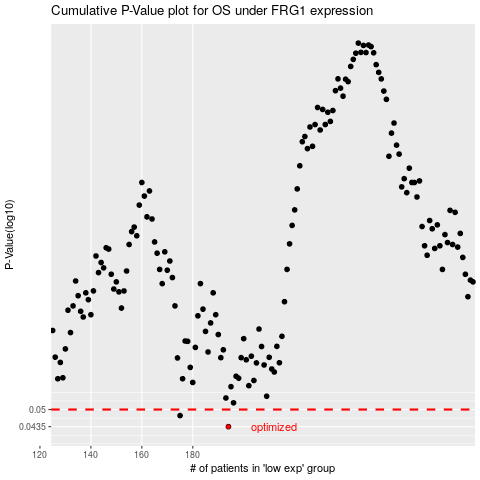 Cumulative P-Value plot for OS under FRG1 expression
P-Value(log10)
0.05
0.0435
optimized
120 140 160 180
# of patients in 'low exp' group